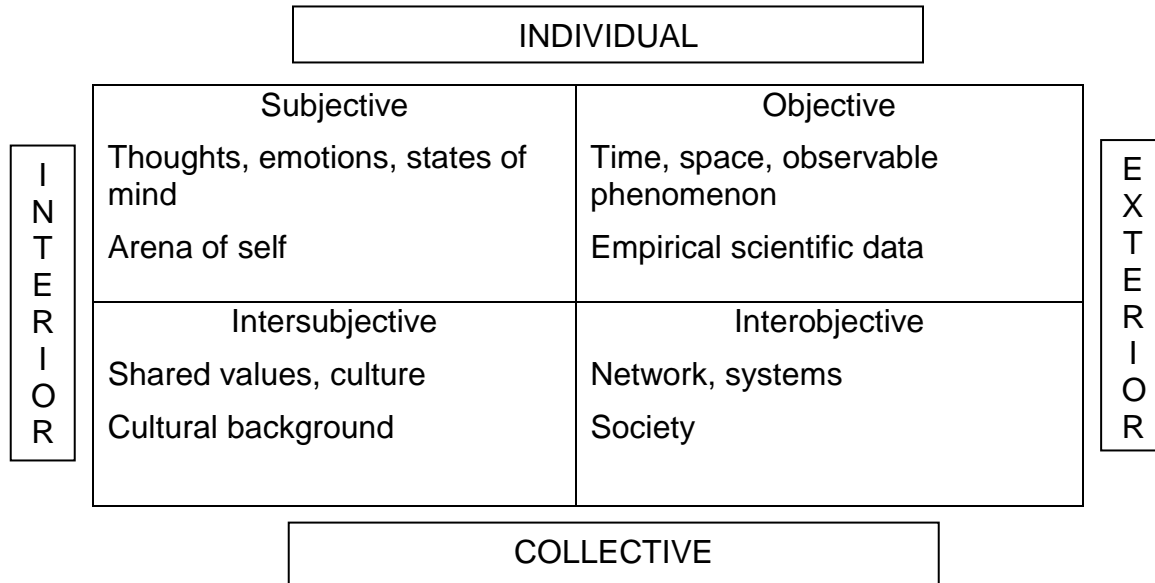 INDIVIDUAL
INTERIOR
Subjective
Thoughts, emotions, states of
mind
Arena of self
Objective
Time, space, observable
phenomenon
Empirical scientific data
Intersubjective
Shared values, culture
Cultural background
Interobjective
Network, systems
Society
EXTERIOR
COLLECTIVE